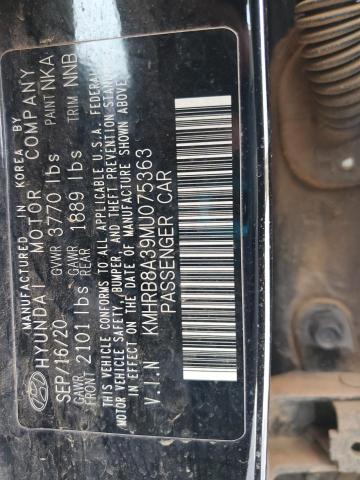 MANUFACTURED IN KOREA BY
HYUNDAI MOTOR COMPANY
SEP/16/20 GVWR 3770 lbs PAINT NKA
GAWR FRONT 2101 lbs GAWR REAR 1889 lbs TRIM NNB
THIS VEHICLE CONFORMS TO ALL APPLICABLE U.S.A. FEDERAL
MOTOR VEHICLE SAFETY, BUMPER, AND THEFT PREVENTION STAN
IN EFFECT ON THE DATE OF MANUFACTURE SHOWN ABOVE.
V.I.N KMHRB8A39MU075363
PASSENGER CAR